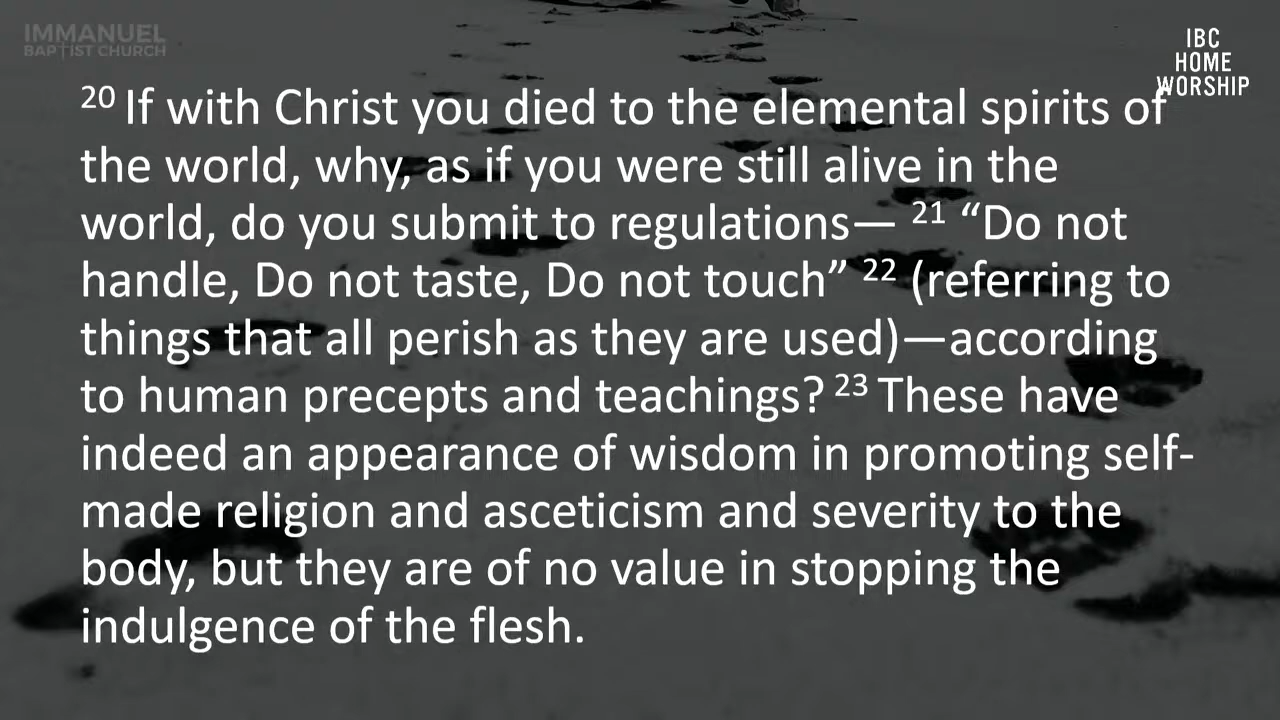 IMMANUEL
BAPTIST CHURCH
IBC
HOME
WORSHIP
20 If with Christ you died to the elemental spirits of
the world, why, as if you were still alive in the
world, do you submit to regulations— 21 “Do not
handle, Do not taste, Do not touch” 22 (referring to
things that all perish as they are used)—according
to human precepts and teachings? 23 These have
indeed an appearance of wisdom in promoting self-
made religion and asceticism and severity to the
body, but they are of no value in stopping the
indulgence of the flesh.